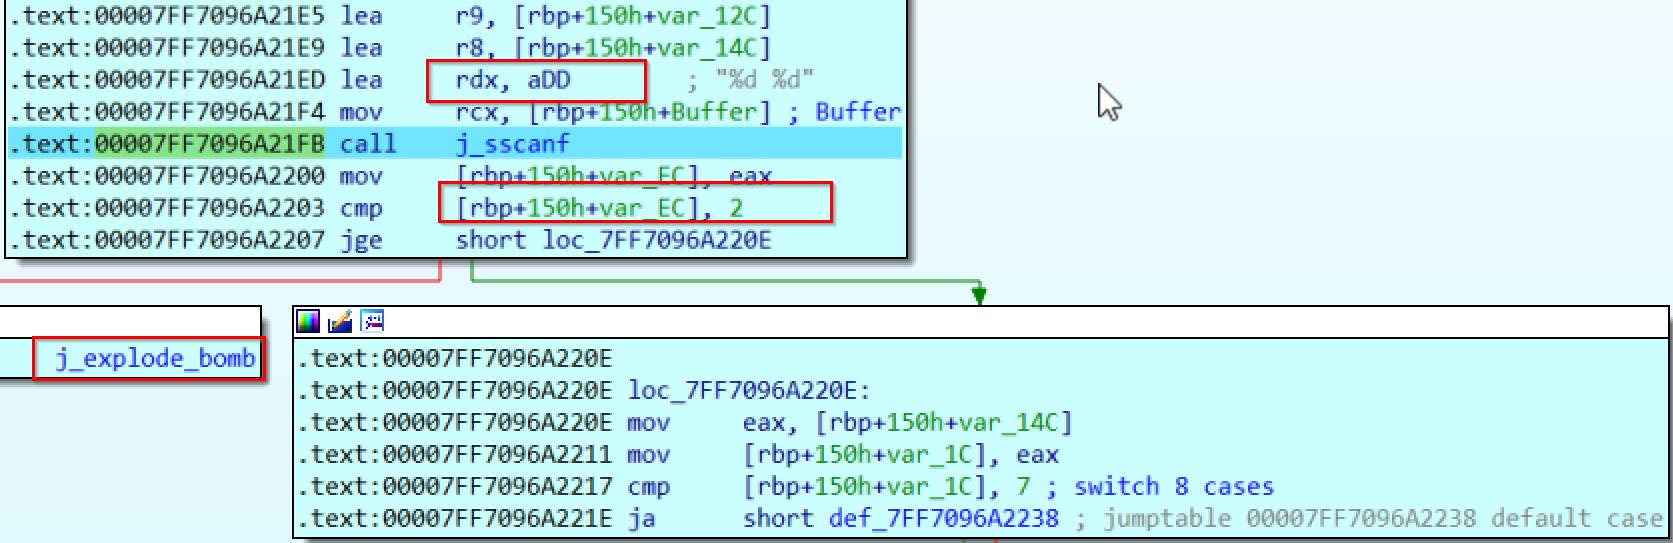 .text:00007FF7096A21E5 lea r9, [rbp+150h+var_12C]
.text:00007FF7096A21E9 lea r8, [rbp+150h+var_14C]
.text:00007FF7096A21ED lea rdx, aDD ; "%d %d"
.text:00007FF7096A21F4 mov rcx, [rbp+150h+Buffer] ; Buffer
.text:00007FF7096A21FB call j_sscanf
.text:00007FF7096A2200 mov [rbp+150h+var_EC], eax
.text:00007FF7096A2203 cmp [rbp+150h+var_EC], 2
.text:00007FF7096A2207 jge short loc_7FF7096A220E
j_explode_bomb
.text:00007FF7096A220E
.text:00007FF7096A220E loc_7FF7096A220E:
.text:00007FF7096A220E mov eax, [rbp+150h+var_14C]
.text:00007FF7096A2211 mov [rbp+150h+var_1C], eax
.text:00007FF7096A2217 cmp [rbp+150h+var_1C], 7 ; switch 8 cases
.text:00007FF7096A221E ja short def_7FF7096A2238 ; jumptable 00007FF7096A2238 default case